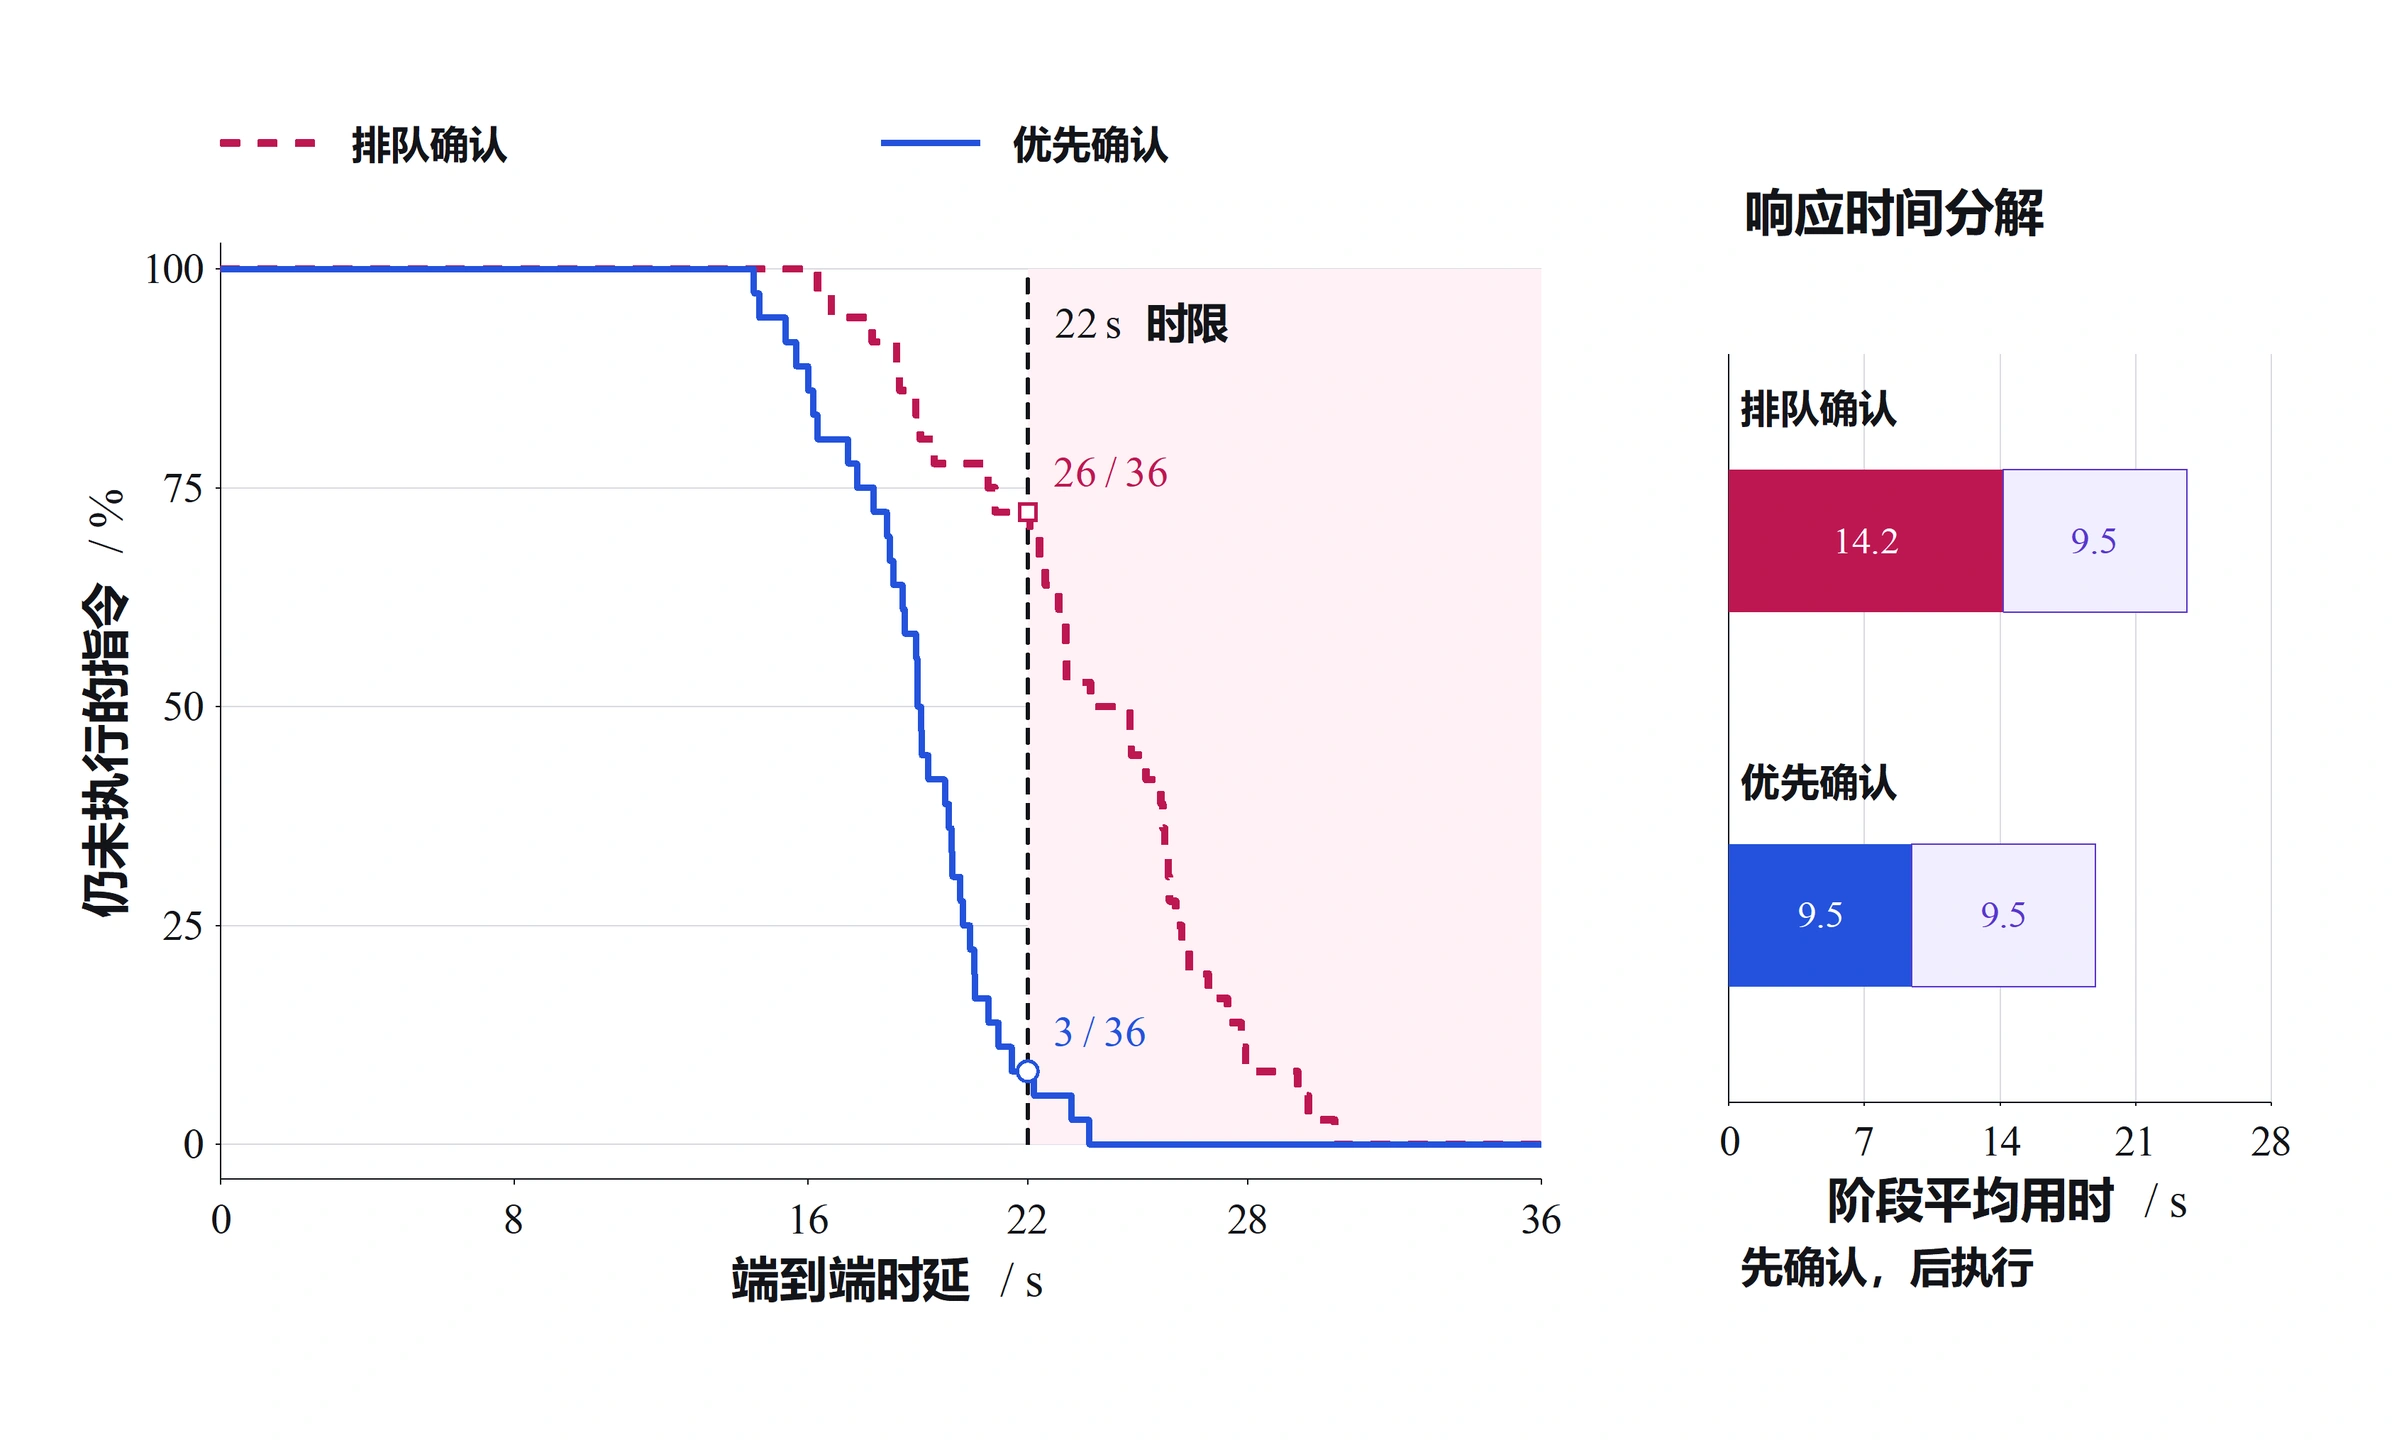 排队确认
优先确认
响应时间分解
100
75
50
25
0
仍未执行的指令 / %
22 s 时限
26 / 36
3 / 36
0
8
16
22
28
36
端到端时延 / s
排队确认
14.2
9.5
优先确认
9.5
9.5
0
7
14
21
28
阶段平均用时 / s
先确认，后执行